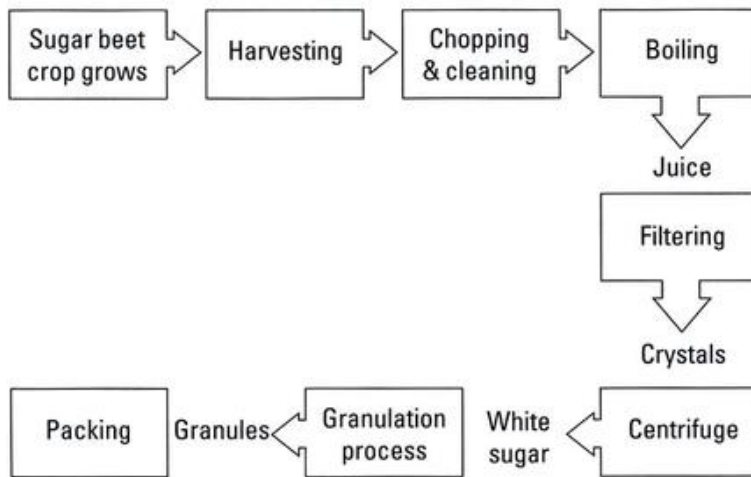 Sugar beet
crop grows
Harvesting
Chopping
& cleaning
Boiling
Juice
Filtering
Crystals
Centrifuge
White
sugar
Granulation
process
Granules
Packing